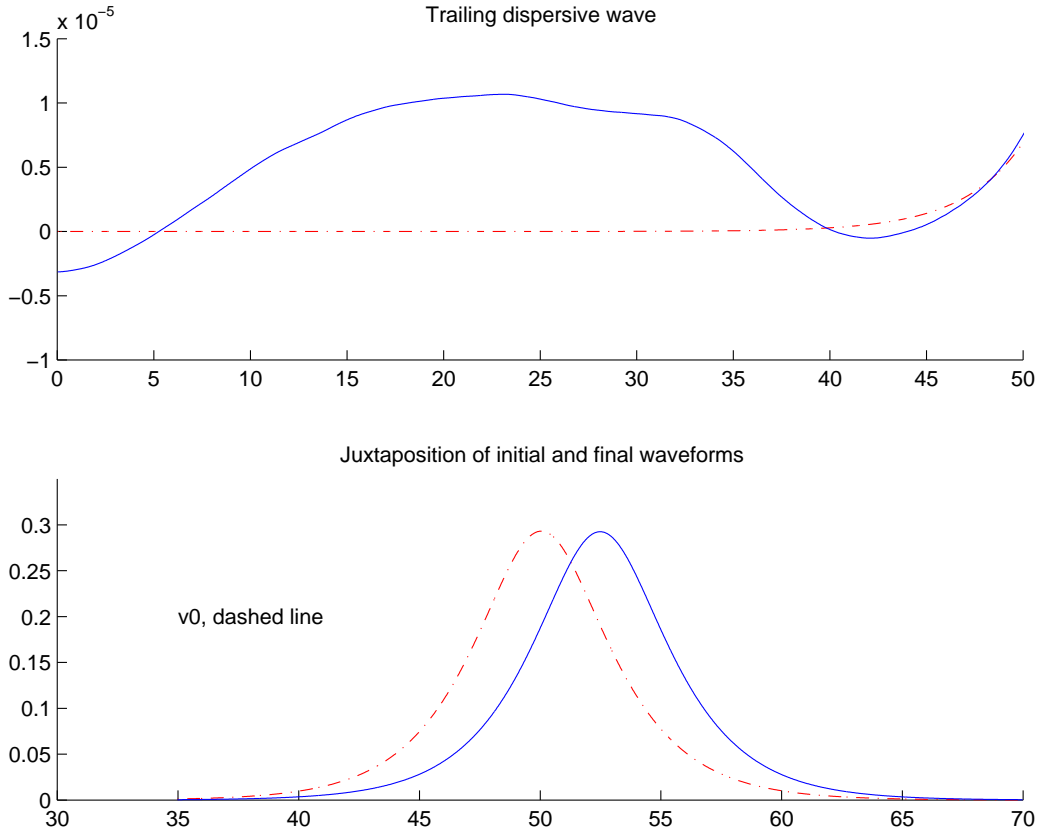 Trailing dispersive wave
x 10−5
1.5
1
0.5
0
−0.5
−1
0 5 10 15 20 25 30 35 40 45 50
Juxtaposition of initial and final waveforms
0.3
0.25
0.2
v0, dashed line
0.15
0.1
0.05
0
30 35 40 45 50 55 60 65 70